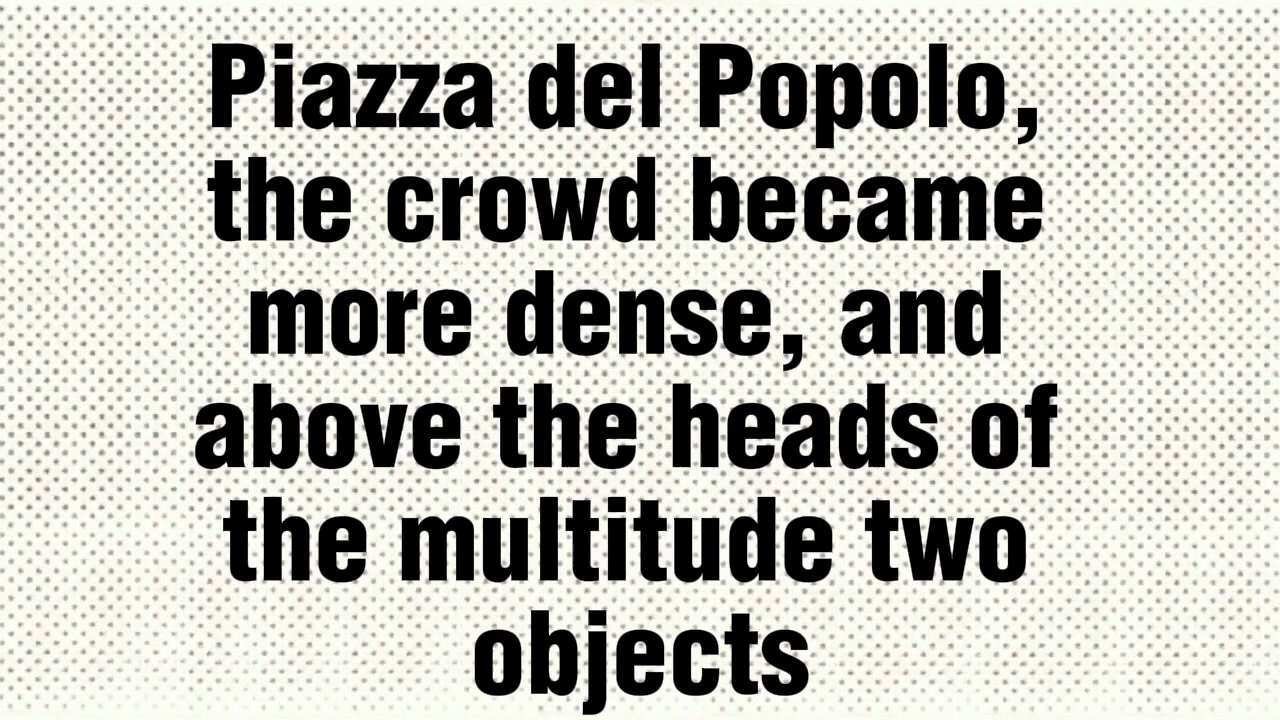 Piazza del Popolo,
the crowd became
more dense, and
above the heads of
the multitude two
objects